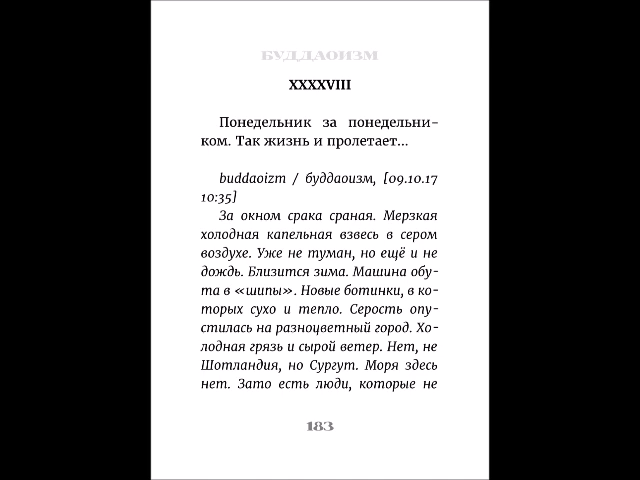 БУДДАОИЗМ
XXXXVIII
Понедельник за понедельни-
ком. Так жизнь и пролетает...
buddaoizm / буддаоизм, [09.10.17
10:35]
За окном срака сраная. Мерзкая
холодная капельная взвесь в сером
воздухе. Уже не туман, но ещё и не
дождь. Близится зима. Машина обу-
та в «шипы». Новые ботинки, в ко-
торых сухо и тепло. Серость опу-
стилась на разноцветный город. Хо-
лодная грязь и сырой ветер. Нет, не
Шотландия, но Сургут. Моря здесь
нет. Зато есть люди, которые не
183